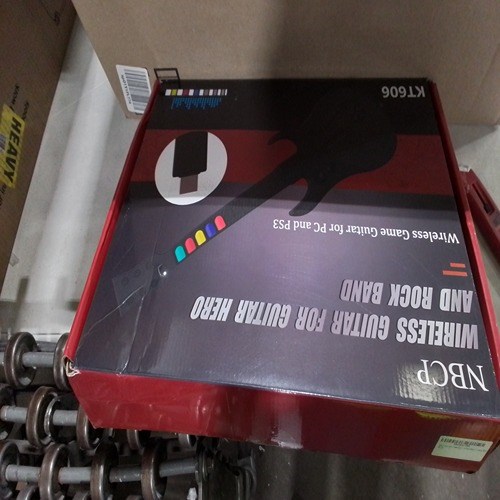 NBCP
WIRELESS GUITAR FOR GUITAR HERO
AND ROCK BAND
Wireless Game Guitar for PC and PS3
KT606
HEAVY